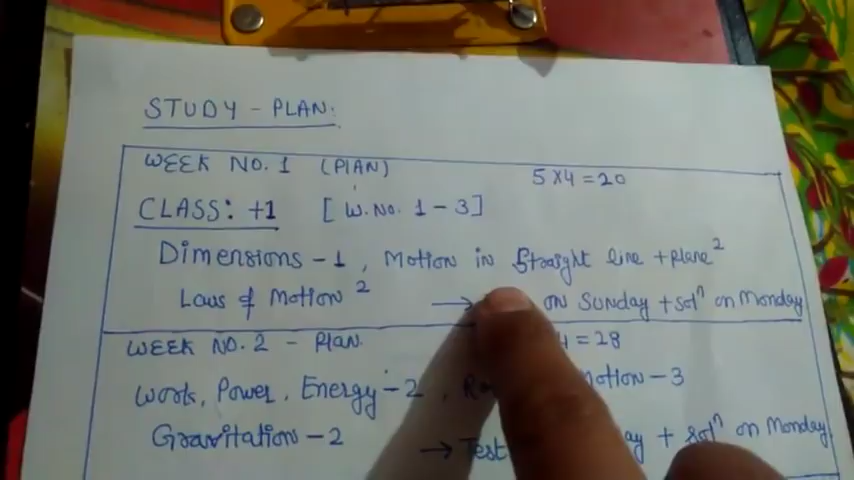 STUDY - PLAN:
WEEK NO. 1 (PLAN) 5 X 4 = 20
CLASS: +1 [W. No. 1 - 3]
Dimensions - 1, Motion in Straight line + plane 2
Laws of Motion 2 → on Sunday + solⁿ on Monday
WEEK NO. 2 - Plan. = 28
Work, Power, Energy - 2, Motion - 3
Gravitation - 2 → Test + solⁿ on Monday